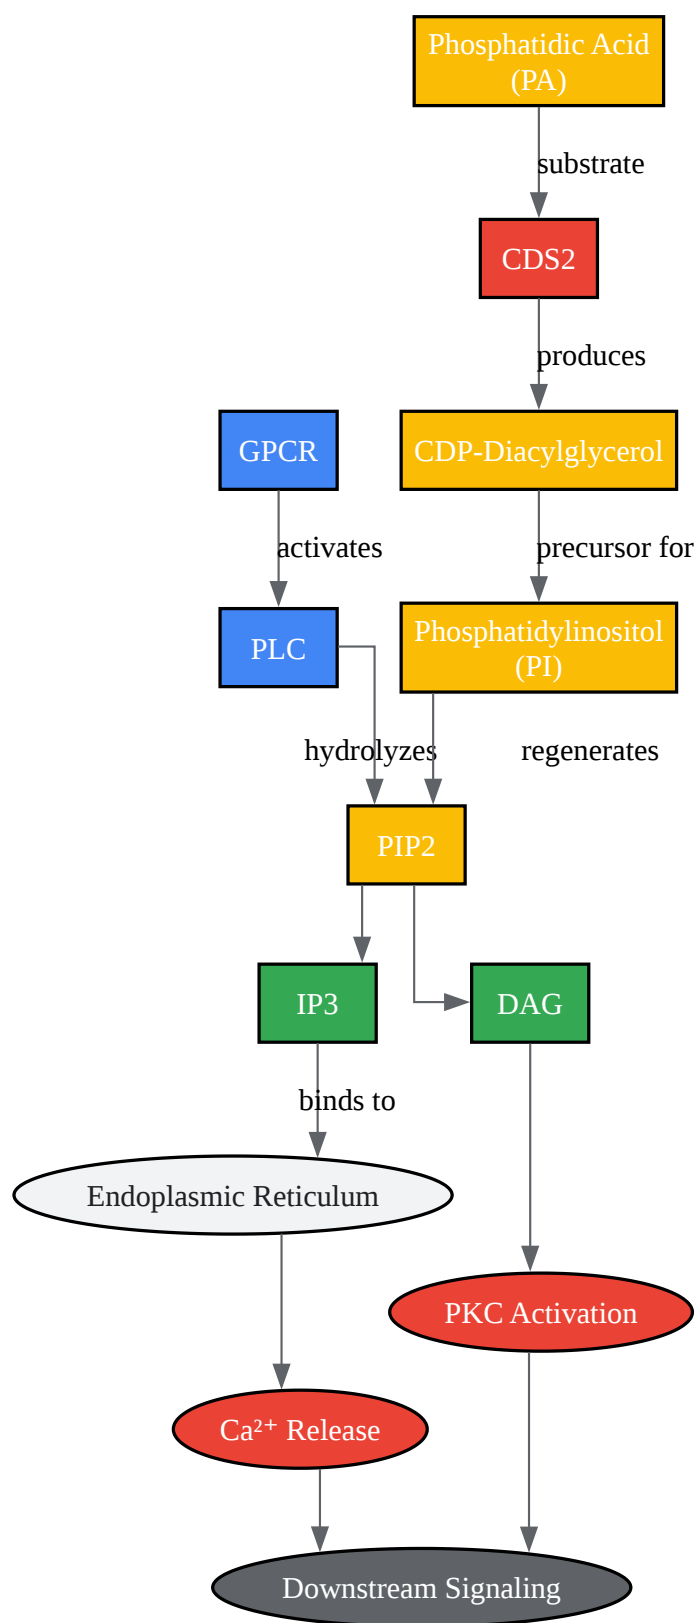 Phosphatidic Acid
(PA)
substrate
CDS2
produces
GPCR
CDP-Diacylglycerol
activates
precursor for
PLC
Phosphatidylinositol
(PI)
hydrolyzes
regenerates
PIP2
IP3
DAG
binds to
Endoplasmic Reticulum
PKC Activation
Ca²⁺ Release
Downstream Signaling